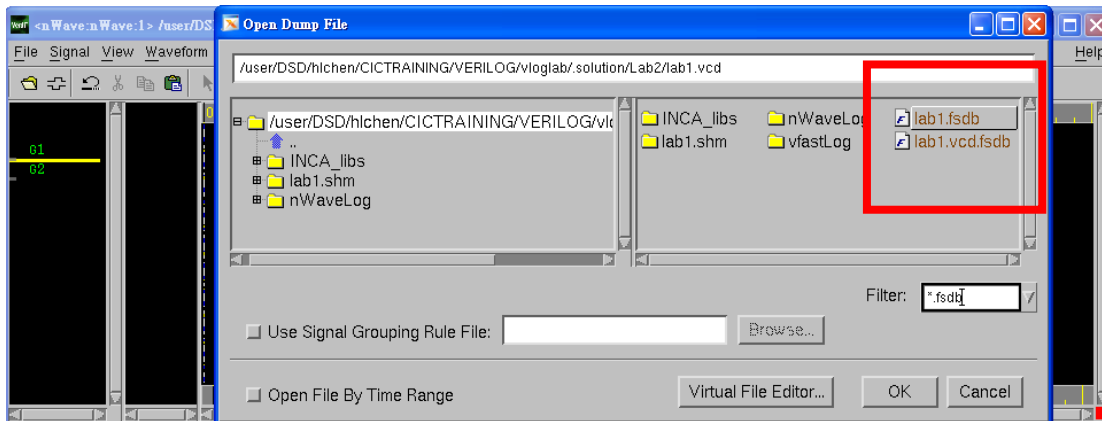 Verdi <nWave:nWave:1> /user/DS
Open Dump File
File Signal View Waveform
Help
/user/DSD/hlchen/CICTRAINING/VERILOG/vloglab/.solution/Lab2/lab1.vcd
G1
G2
/user/DSD/hlchen/CICTRAINING/VERILOG/vlo
..
INCA_libs
lab1.shm
nWaveLog
INCA_libs nWaveLog lab1.fsdb
lab1.shm vfastLog lab1.vcd.fsdb
Filter: *.fsdb
Use Signal Grouping Rule File: Browse...
Open File By Time Range Virtual File Editor... OK Cancel